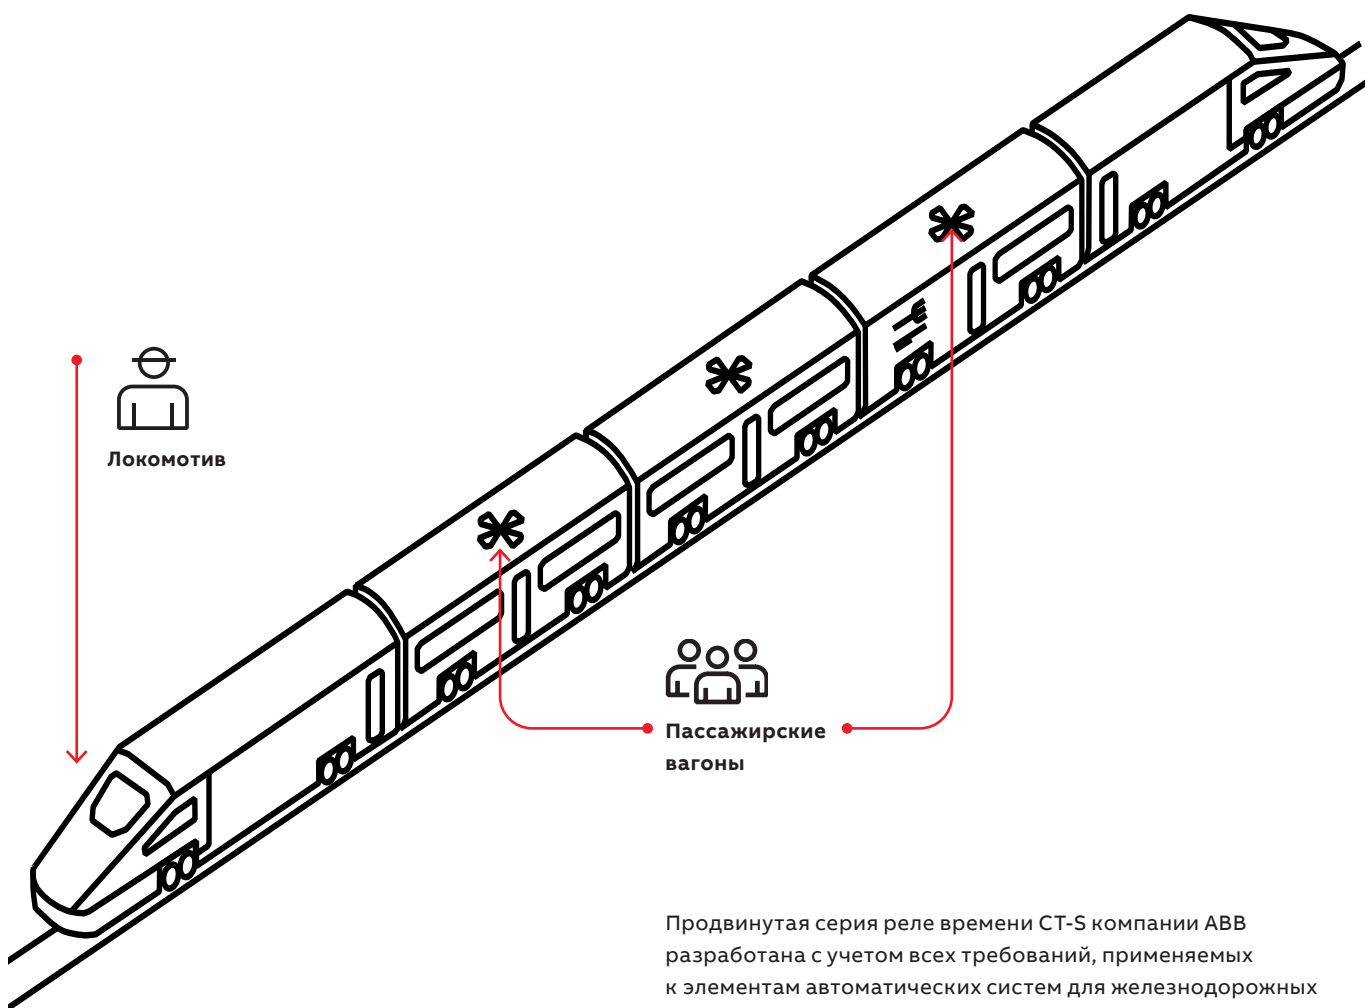 Локомотив
Пассажирские
вагоны
Продвинутая серия реле времени CT-S компании ABB
разработана с учетом всех требований, применяемых
к элементам автоматических систем для железнодорожных